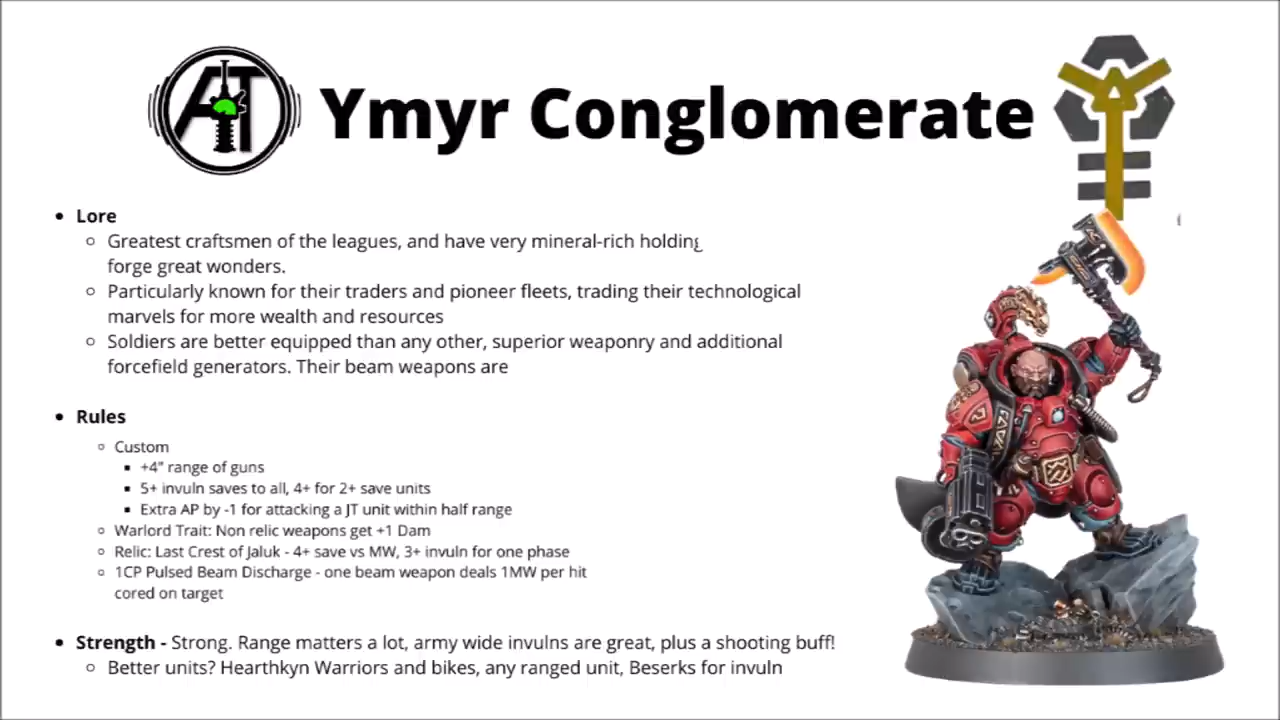 AT
Ymyr Conglomerate
Lore
Greatest craftsmen of the leagues, and have very mineral-rich holding
forge great wonders.
Particularly known for their traders and pioneer fleets, trading their technological
marvels for more wealth and resources
Soldiers are better equipped than any other, superior weaponry and additional
forcefield generators. Their beam weapons are
Rules
Custom
+4" range of guns
5+ invuln saves to all, 4+ for 2+ save units
Extra AP by -1 for attacking a JT unit within half range
Warlord Trait: Non relic weapons get +1 Dam
Relic: Last Crest of Jaluk - 4+ save vs MW, 3+ invuln for one phase
1CP Pulsed Beam Discharge - one beam weapon deals 1MW per hit
cored on target
Strength - Strong. Range matters a lot, army wide invulns are great, plus a shooting buff!
Better units? Hearthkyn Warriors and bikes, any ranged unit, Beserks for invuln